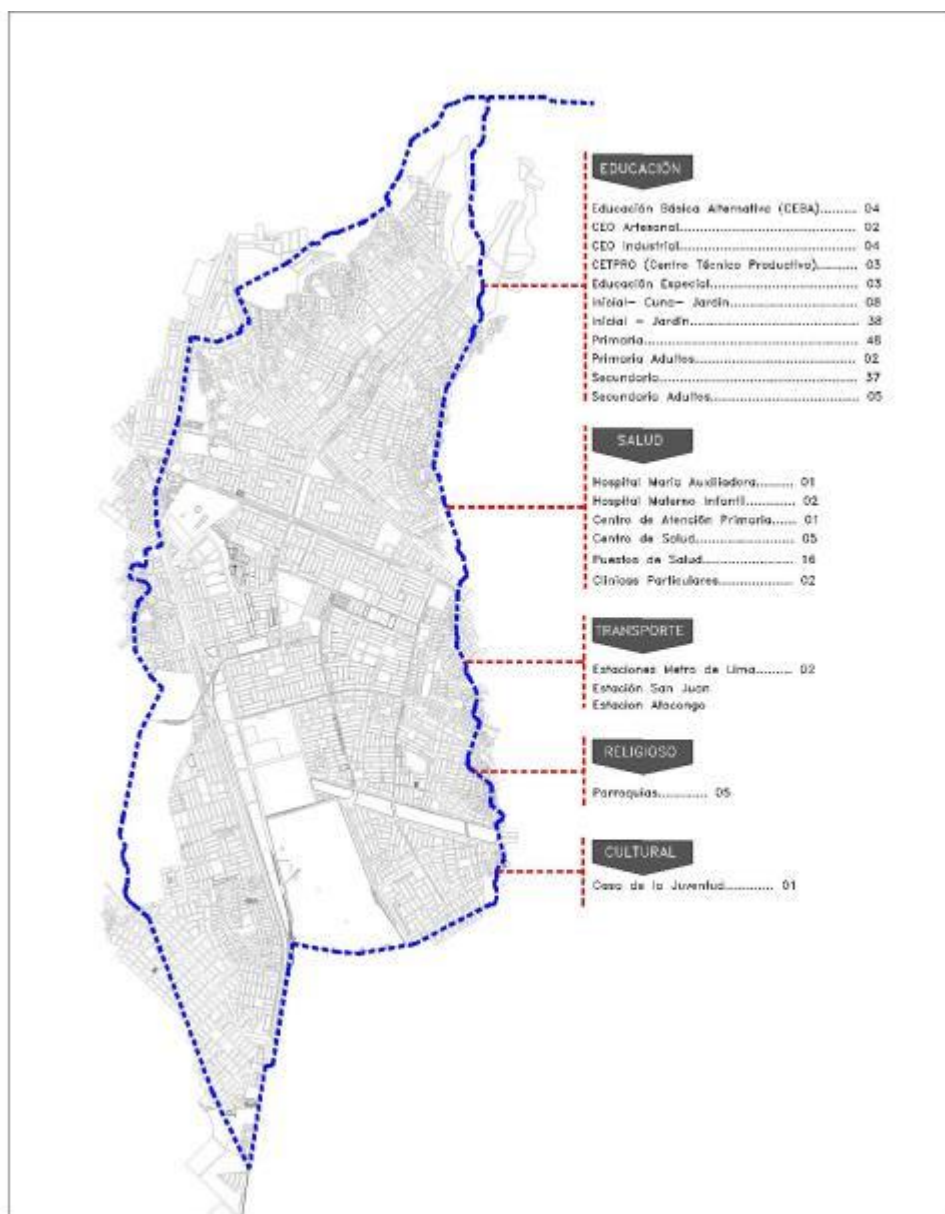 EDUCACIÓN
Educación Básica Alternativa (CEBA)......... 04
CEO Artesanal............................................... 02
CEO Industrial............................................... 04
CETPRO (Centro Técnico Productivo)......... 03
Educación Especial........................................ 03
Inicial- Cuna- Jardin................................... 08
Inicial - Jardin............................................. 38
Primaria.......................................................
Primaria Adultos........................................... 02
Secundaria..................................................... 37
Secundaria Adultos....................................... 05
SALUD
Hospital María Auxiliadora......... 01
Hospital Materno Infantil............ 02
Centro de Atención Primaria...... 01
Centro de Salud......................... 05
Puestos de Salud....................... 16
Clinicas Particulares.................... 02
TRANSPORTE
Estaciones Metro de Lima......... 02
Estación San Juan
Estacion Atocongo
RELIGIOSO
Parroquias............ 05
CULTURAL
Casa de la Juventud............ 01